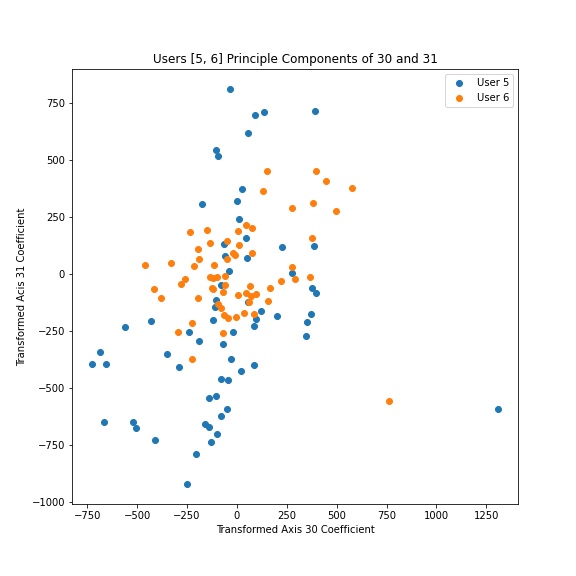 Users [5, 6] Principle Components of 30 and 31
User 5
User 6
750
500
250
0
−250
−500
−750
−1000
Transformed Acis 31 Coefficient
−750 −500 −250 0 250 500 750 1000 1250
Transformed Axis 30 Coefficient